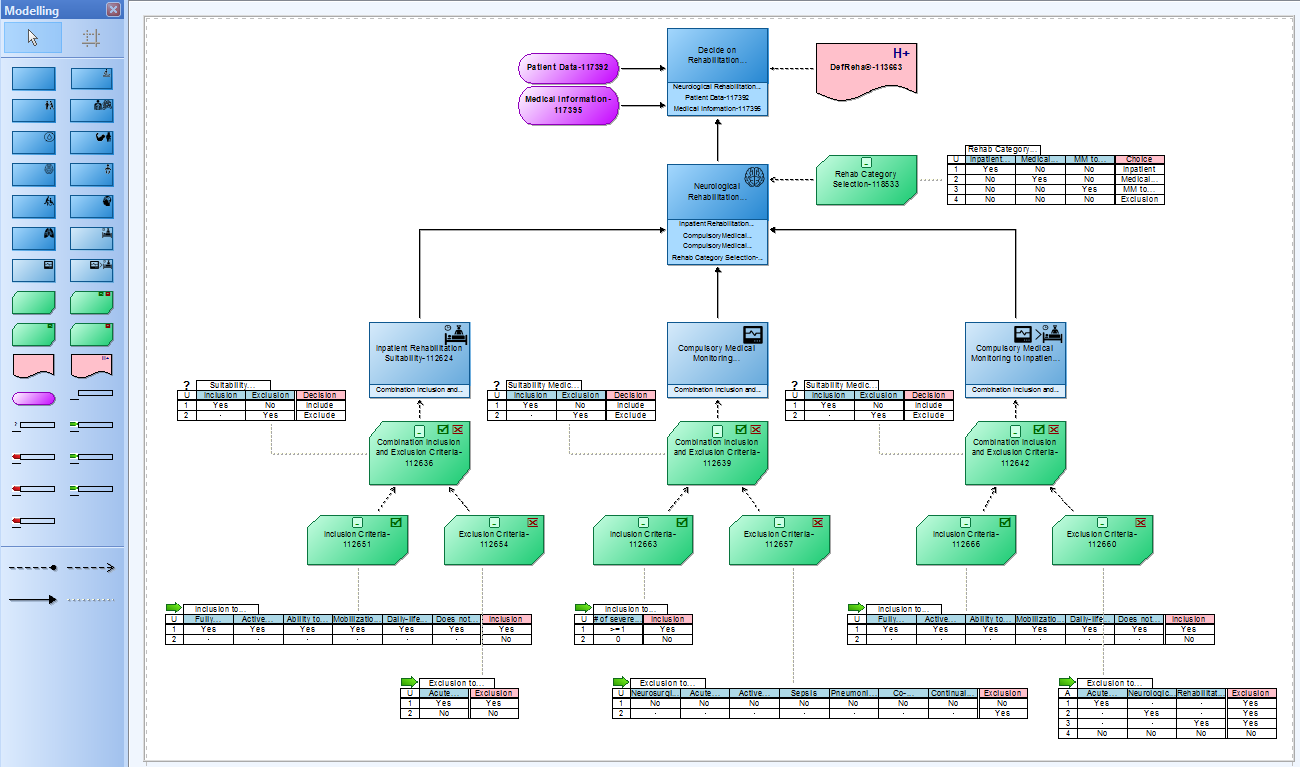 Modelling
Decide on
Rehabilitation...
Neurological Rehabilitation...
Patient Data-117392
Medical Information-117395
Patient Data-117392
Medical Information-
117395
H+
DefReha®-113663
Neurological
Rehabilitation...
Inpatient Rehabilitation...
Compulsory Medical...
Compulsory Medical...
Rehab Category Selection-...
Rehab Category
Selection-118533
Rehab Category...
U Inpatient... Medical... MM to... Choice
1 Yes No No Inpatient
2 No Yes No Medical...
3 No No Yes MM to...
4 No No No Exclusion
Inpatient Rehabilitation
Suitability-112624
Combination Inclusion and...
Compulsory Medical
Monitoring...
Combination Inclusion and...
Compulsory Medical
Monitoring to Inpatien...
Combination Inclusion and...
? Suitability...
U Inclusion Exclusion Decision
1 Yes No Include
2 - Yes Exclude
? Suitability Medic...
U Inclusion Exclusion Decision
1 Yes No Include
2 - Yes Exclude
? Suitability Medic...
U Inclusion Exclusion Decision
1 Yes No Include
2 - Yes Exclude
Combination Inclusion
and Exclusion Criteria-
112636
Combination Inclusion
and Exclusion Criteria-
112639
Combination Inclusion
and Exclusion Criteria-
112642
Inclusion Criteria-
112651
Exclusion Criteria-
112654
Inclusion Criteria-
112663
Exclusion Criteria-
112657
Inclusion Criteria-
112666
Exclusion Criteria-
112660
Inclusion to...
U Fully... Active... Ability to... Mobilizatio... Daily-life... Does not... Inclusion
1 Yes Yes Yes Yes Yes Yes Yes
2 - - - - - - No
Inclusion to...
U # of severe... Inclusion
1 >=1 Yes
2 0 No
Inclusion to...
U Fully... Active... Ability to... Mobilizatio... Daily-life... Does not... Inclusion
1 Yes Yes Yes Yes Yes Yes Yes
2 - - - - - - No
Exclusion to...
U Acute... Exclusion
1 Yes Yes
2 No No
Exclusion to...
U Neurosurgi... Acute... Active... Sepsis Pneumoni... Co-... Continual... Exclusion
1 No No No No No No No No
2 - - - - - - - Yes
Exclusion to...
A Acute... Neurologic... Rehabilitat... Exclusion
1 Yes - - Yes
2 - Yes - Yes
3 - - Yes Yes
4 No No No No